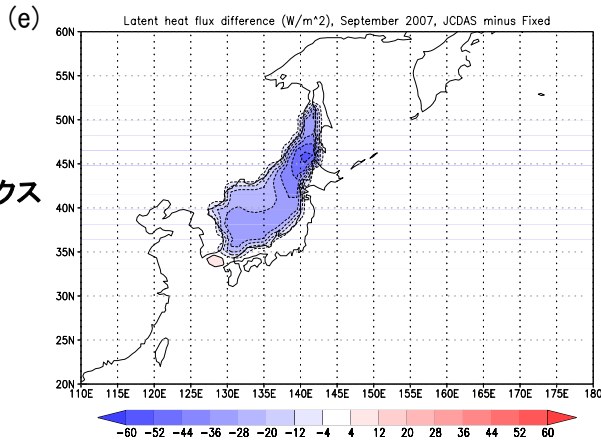 (e)
Latent heat flux difference (W/m^2), September 2007, JCDAS minus Fixed
60N
55N
50N
45N
クス
40N
35N
30N
25N
20N
110E 115E 120E 125E 130E 135E 140E 145E 150E 155E 160E 165E 170E 175E 180
-60 -52 -44 -36 -28 -20 -12 -4 4 12 20 28 36 44 52 60